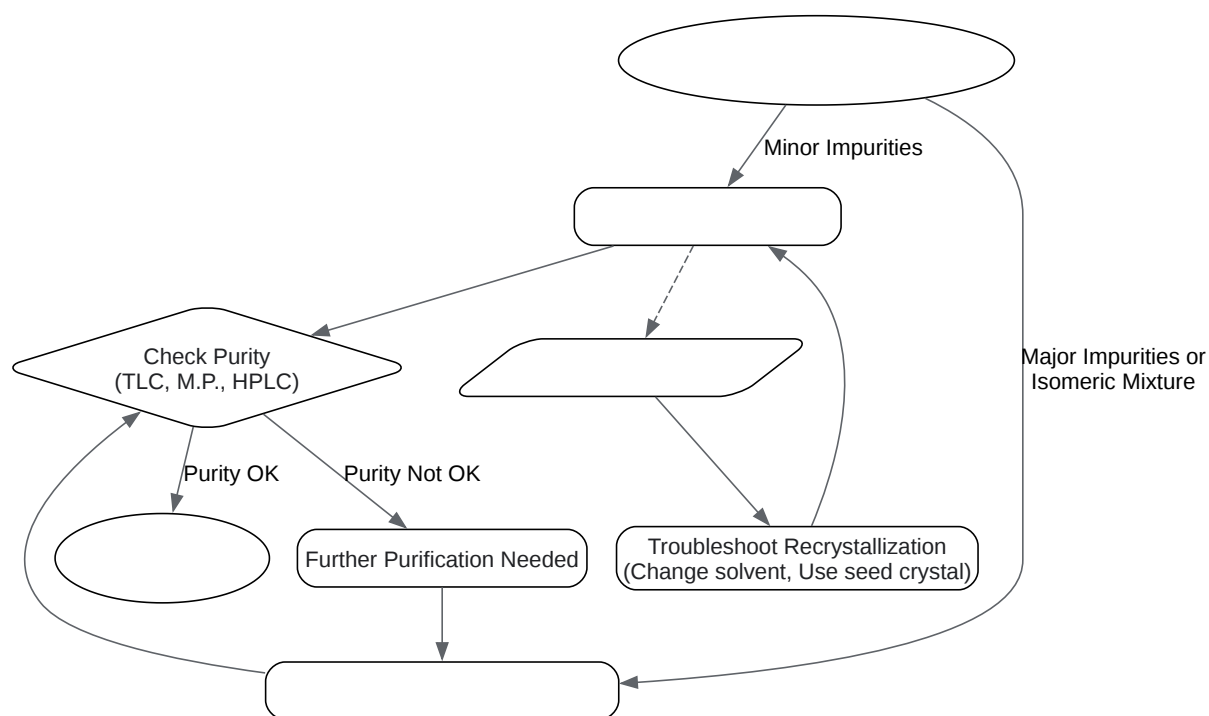 Minor Impurities
Check Purity
(TLC, M.P., HPLC)
Major Impurities or
Isomeric Mixture
Purity OK
Purity Not OK
Further Purification Needed
Troubleshoot Recrystallization
(Change solvent, Use seed crystal)